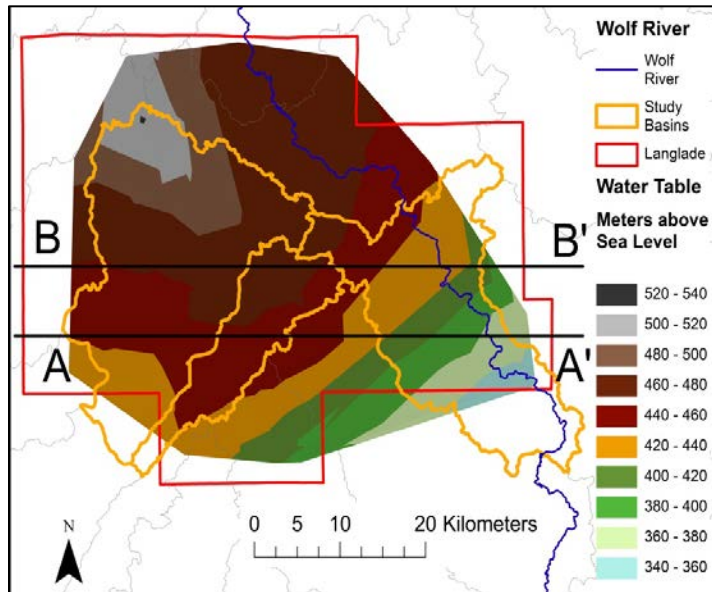 Wolf River
Wolf
River
Study
Basins
Langlade
Water Table
Meters above
Sea Level
520 - 540
500 - 520
480 - 500
460 - 480
440 - 460
420 - 440
400 - 420
380 - 400
360 - 380
340 - 360
B B'
A A'
N
0 5 10 20 Kilometers